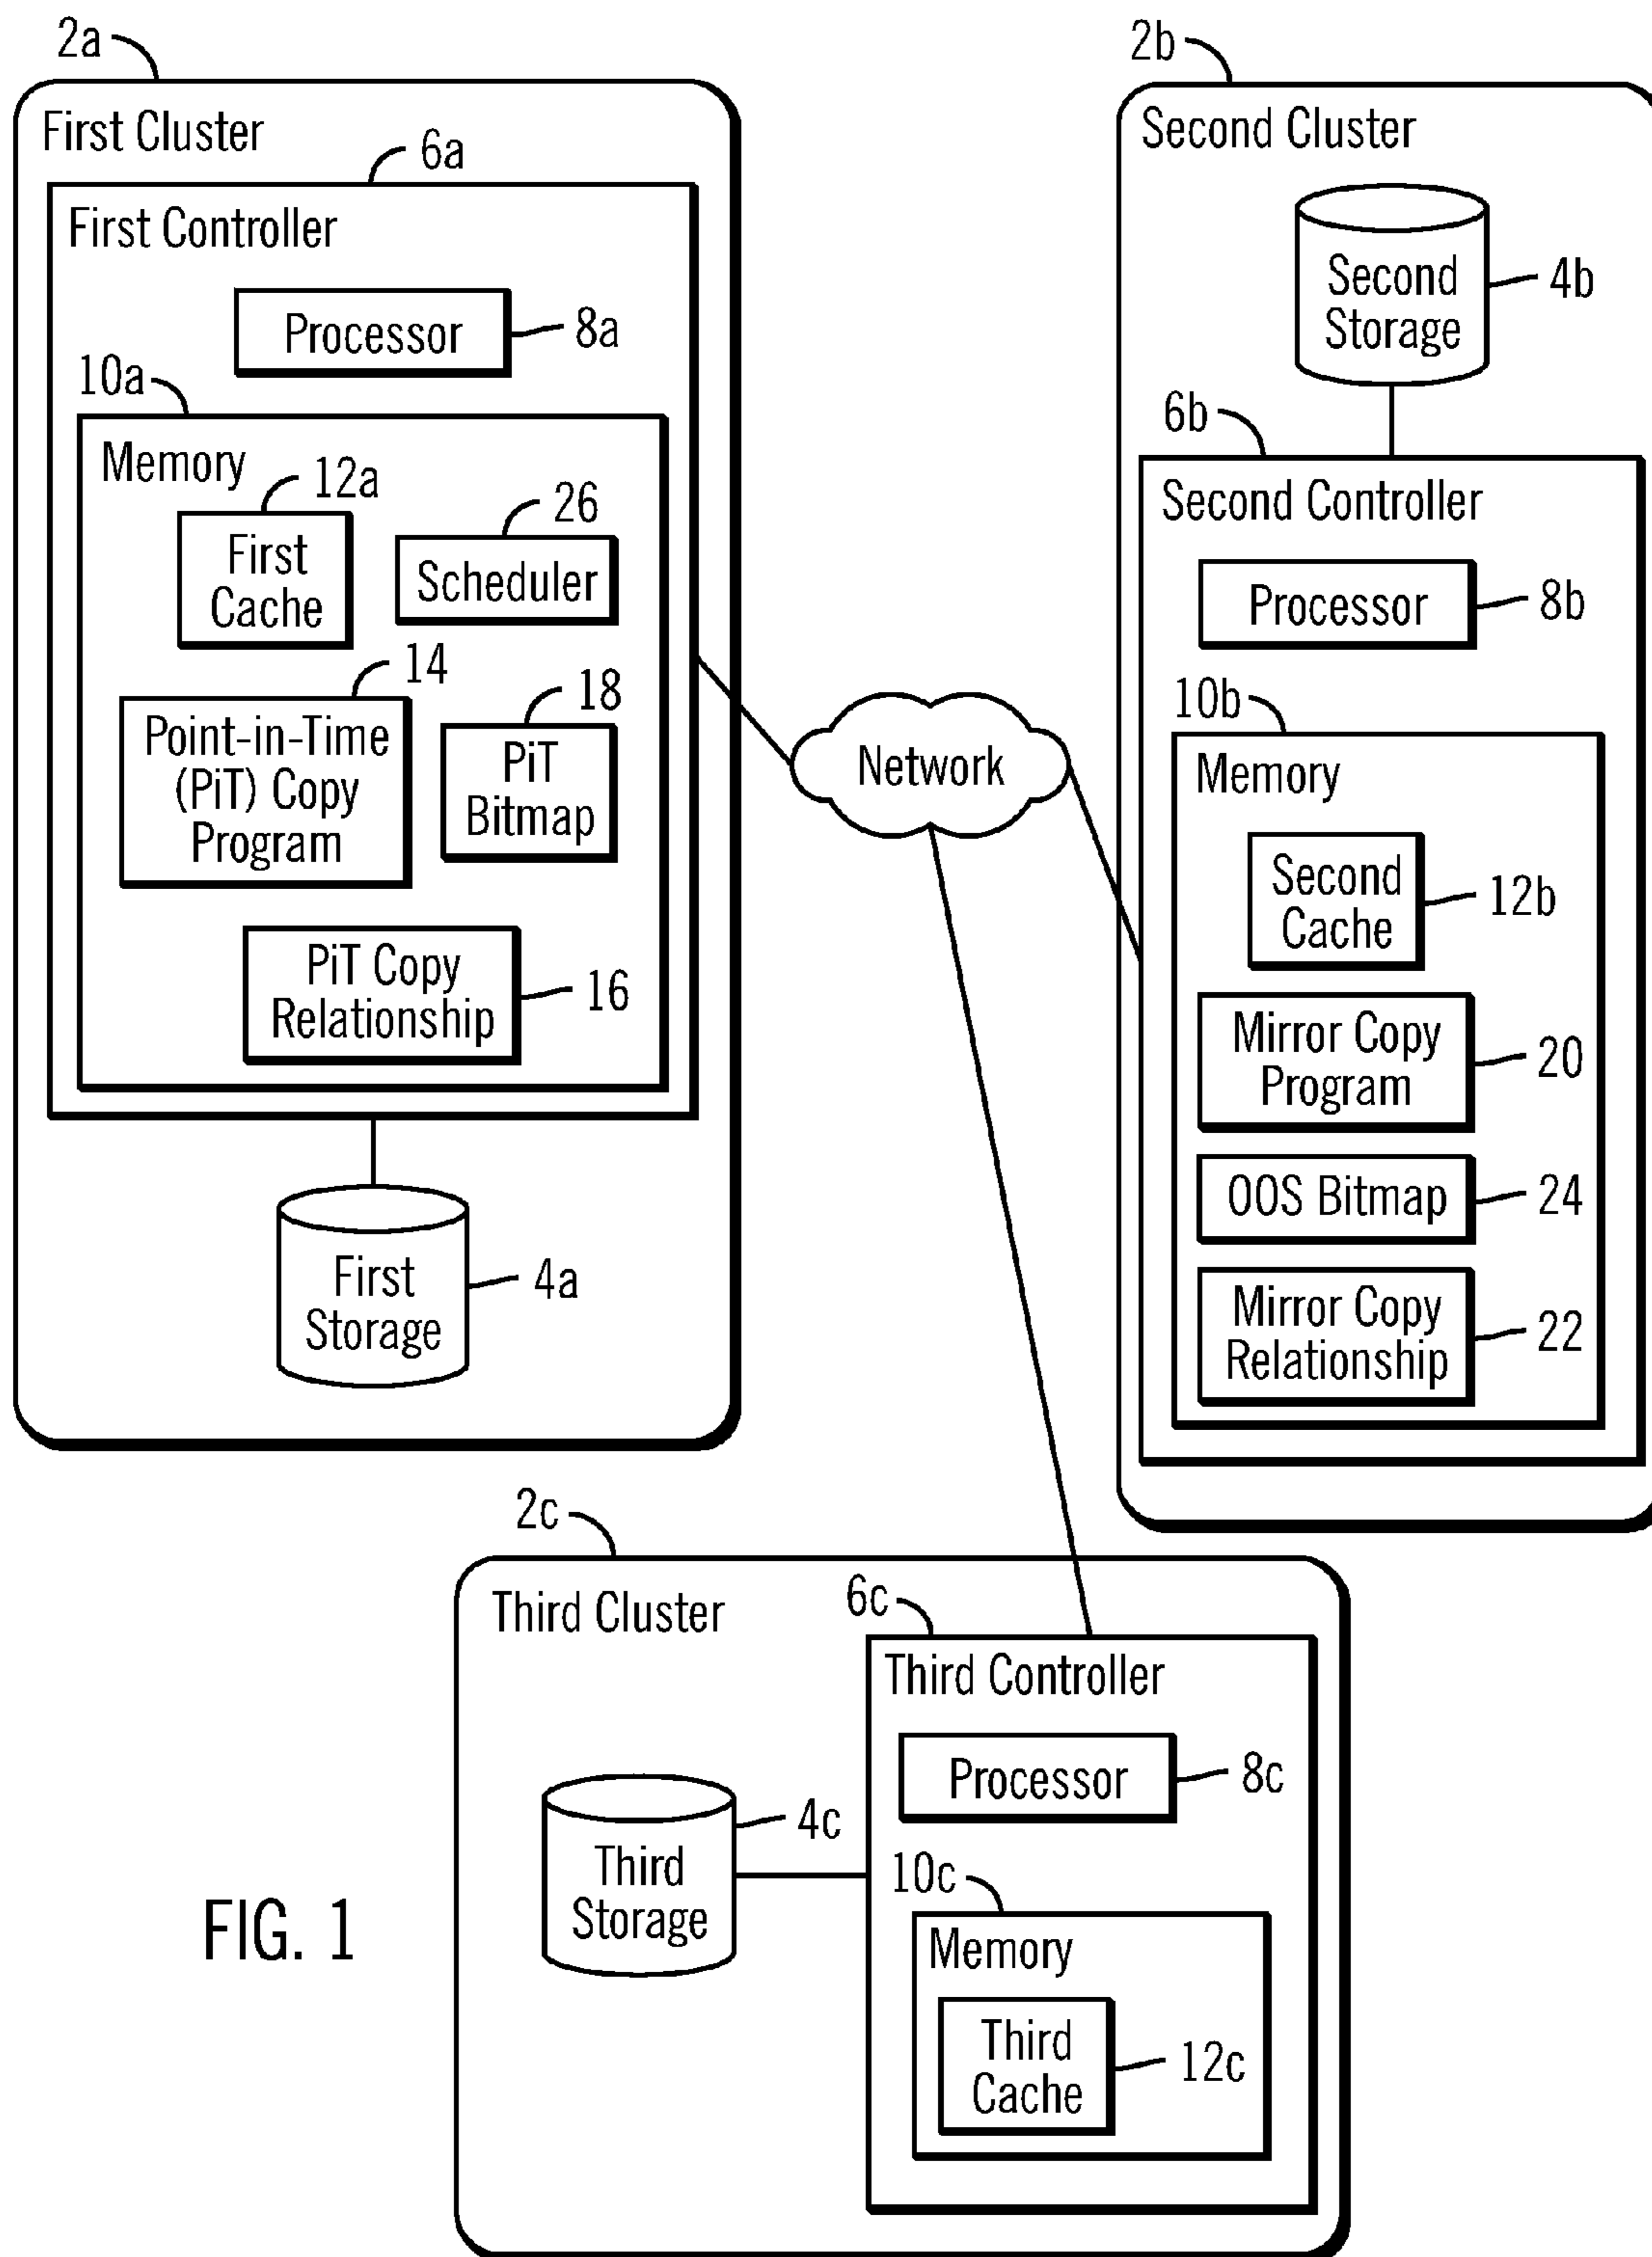 2a
First Cluster
6a
First Controller
Processor
8a
10a
Memory
12a
First
Cache
26
Scheduler
14
Point-in-Time
(PiT) Copy
Program
18
PiT
Bitmap
PiT Copy
Relationship
16
First
Storage
4a
Network
2b
Second Cluster
Second
Storage
4b
6b
Second Controller
Processor
8b
10b
Memory
Second
Cache
12b
Mirror Copy
Program
20
OOS Bitmap
24
Mirror Copy
Relationship
22
2c
Third Cluster
6c
Third Controller
Processor
8c
Third
Storage
4c
10c
Memory
Third
Cache
12c
FIG. 1